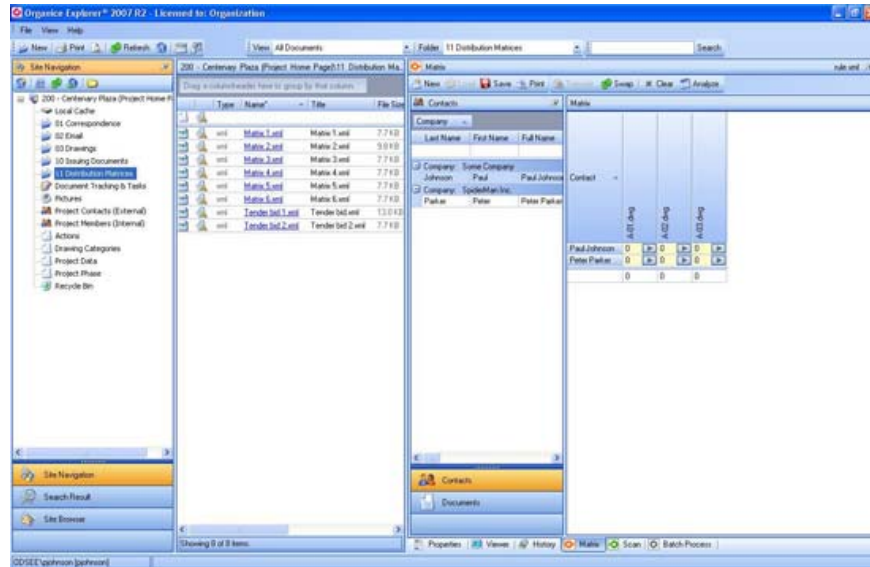 Organice Explorer® 2007 R2 - Licensed to: Organization
File View Help
New Print Refresh View All Documents Folder 11 Distribution Matrices Search
Site Navigation
200 - Centenary Plaza (Project Home P
Local Cache
01 Correspondence
02 Email
03 Drawings
10 Issuing Documents
11 Distribution Matrices
Document Tracking & Tasks
Pictures
Project Contacts (External)
Project Members (Internal)
Actions
Drawing Categories
Project Data
Project Phase
Recycle Bin
Site Navigation
Search Result
Site Browser
200 - Centenary Plaza (Project Home Page)\11 Distribution Ma..
Drag a column header here to group by that column
Type Name Title File Size
xml Matrix 1.xml Matrix 1.xml 7.7 KB
xml Matrix 2.xml Matrix 2.xml 9.8 KB
xml Matrix 3.xml Matrix 3.xml 7.7 KB
xml Matrix 4.xml Matrix 4.xml 7.7 KB
xml Matrix 5.xml Matrix 5.xml 7.7 KB
xml Matrix 6.xml Matrix 6.xml 7.7 KB
xml Tender bid 1.xml Tender bid.xml 13.0 KB
xml Tender bid 2.xml Tender bid 2.xml 7.7 KB
Showing 8 of 8 items
Matrix
New Load Save Print Transmit Swap Clear Analyze
Contacts
Company
Last Name First Name Full Name
Company: Some Company
Johnson Paul Paul Johnson
Company: SpiderMan Inc.
Parker Peter Peter Parker
Contacts
Documents
Matrix
Contact A-01.dwg A-02.dwg A-03.dwg
Paul Johnson 0 0 0
Peter Parker 0 0 0
0 0 0
Properties Viewer History Matrix Scan Batch Process